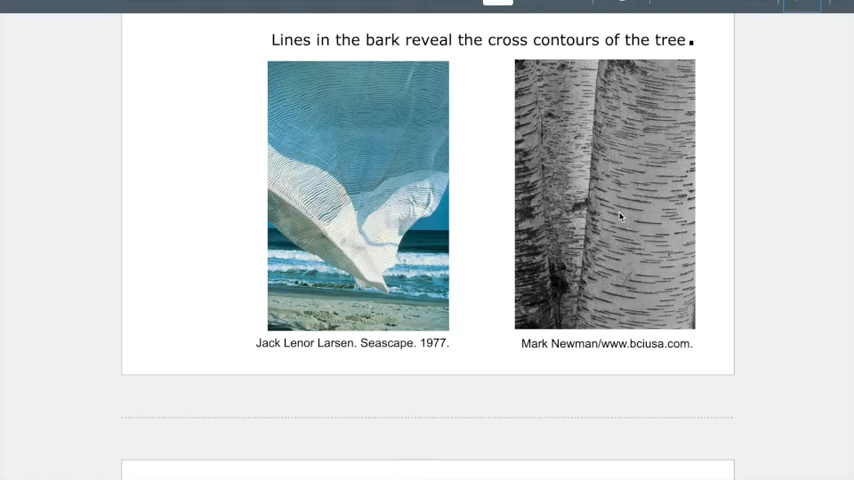 Lines in the bark reveal the cross contours of the tree.
Jack Lenor Larsen. Seascape. 1977.
Mark Newman/www.bciusa.com.